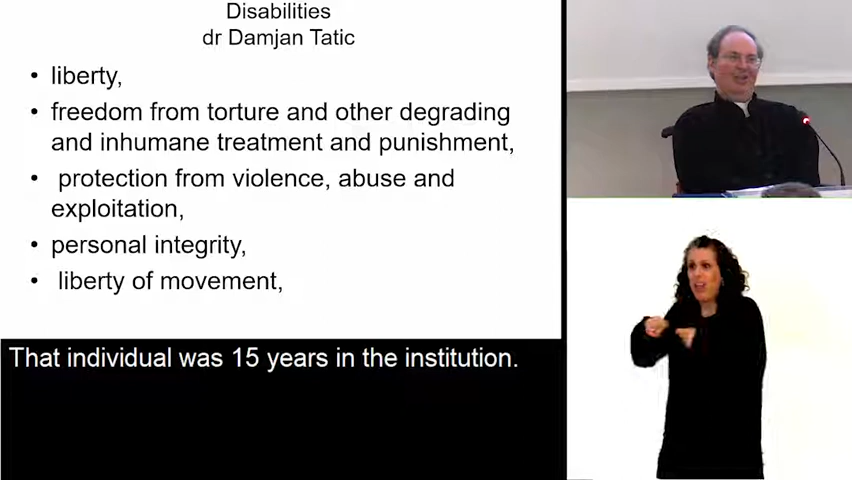 Disabilities
dr Damjan Tatic
• liberty,
• freedom from torture and other degrading
and inhumane treatment and punishment,
• protection from violence, abuse and
exploitation,
• personal integrity,
• liberty of movement,
That individual was 15 years in the institution.